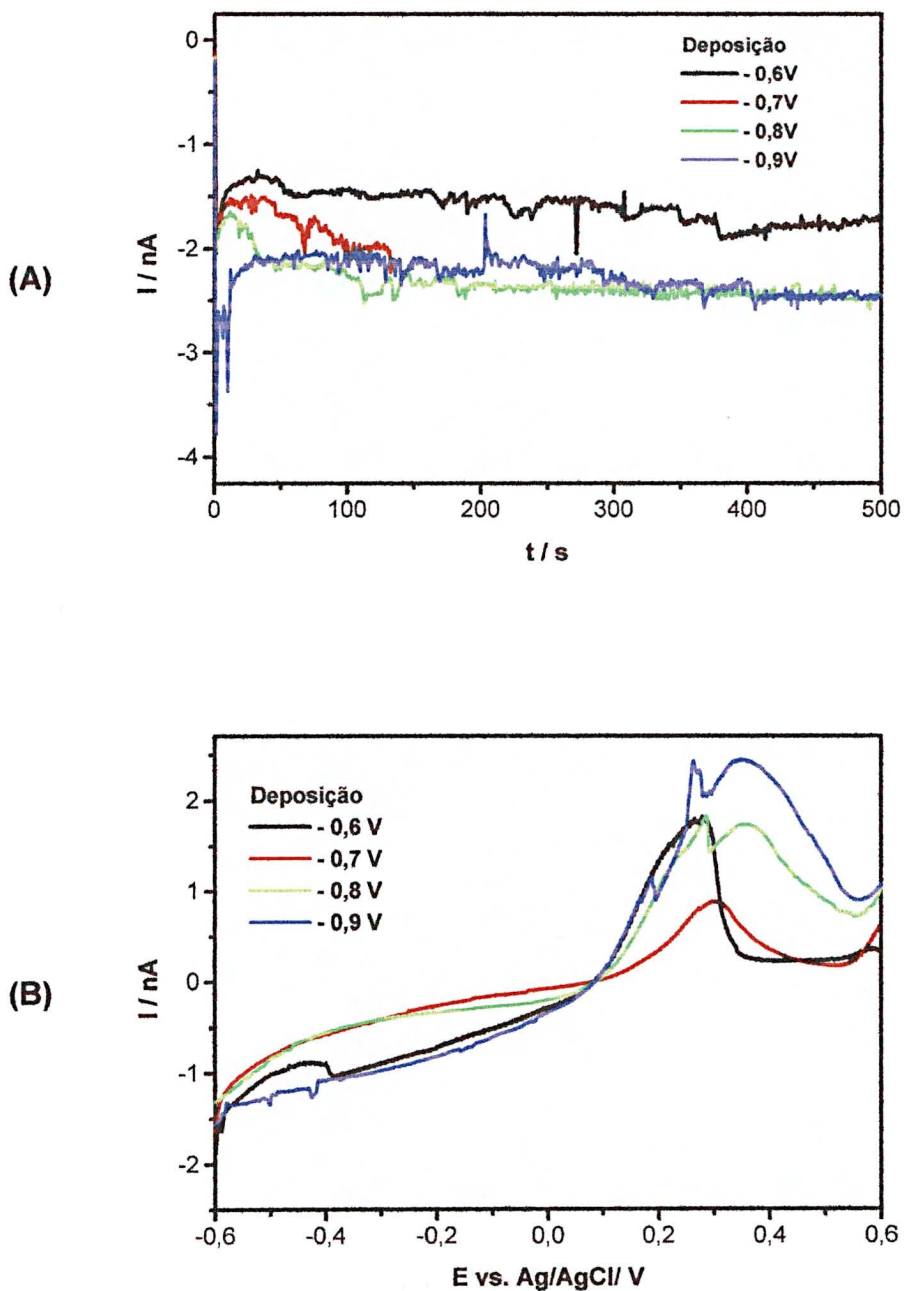 (A)
I / nA
0
-1
-2
-3
-4
0
100
200
300
400
500
t / s
Deposição
- 0,6V
- 0,7V
- 0,8V
- 0,9V
(B)
I / nA
2
1
0
-1
-2
-0,6
-0,4
-0,2
0,0
0,2
0,4
0,6
E vs. Ag/AgCl/ V
Deposição
- 0,6 V
- 0,7 V
- 0,8 V
- 0,9 V